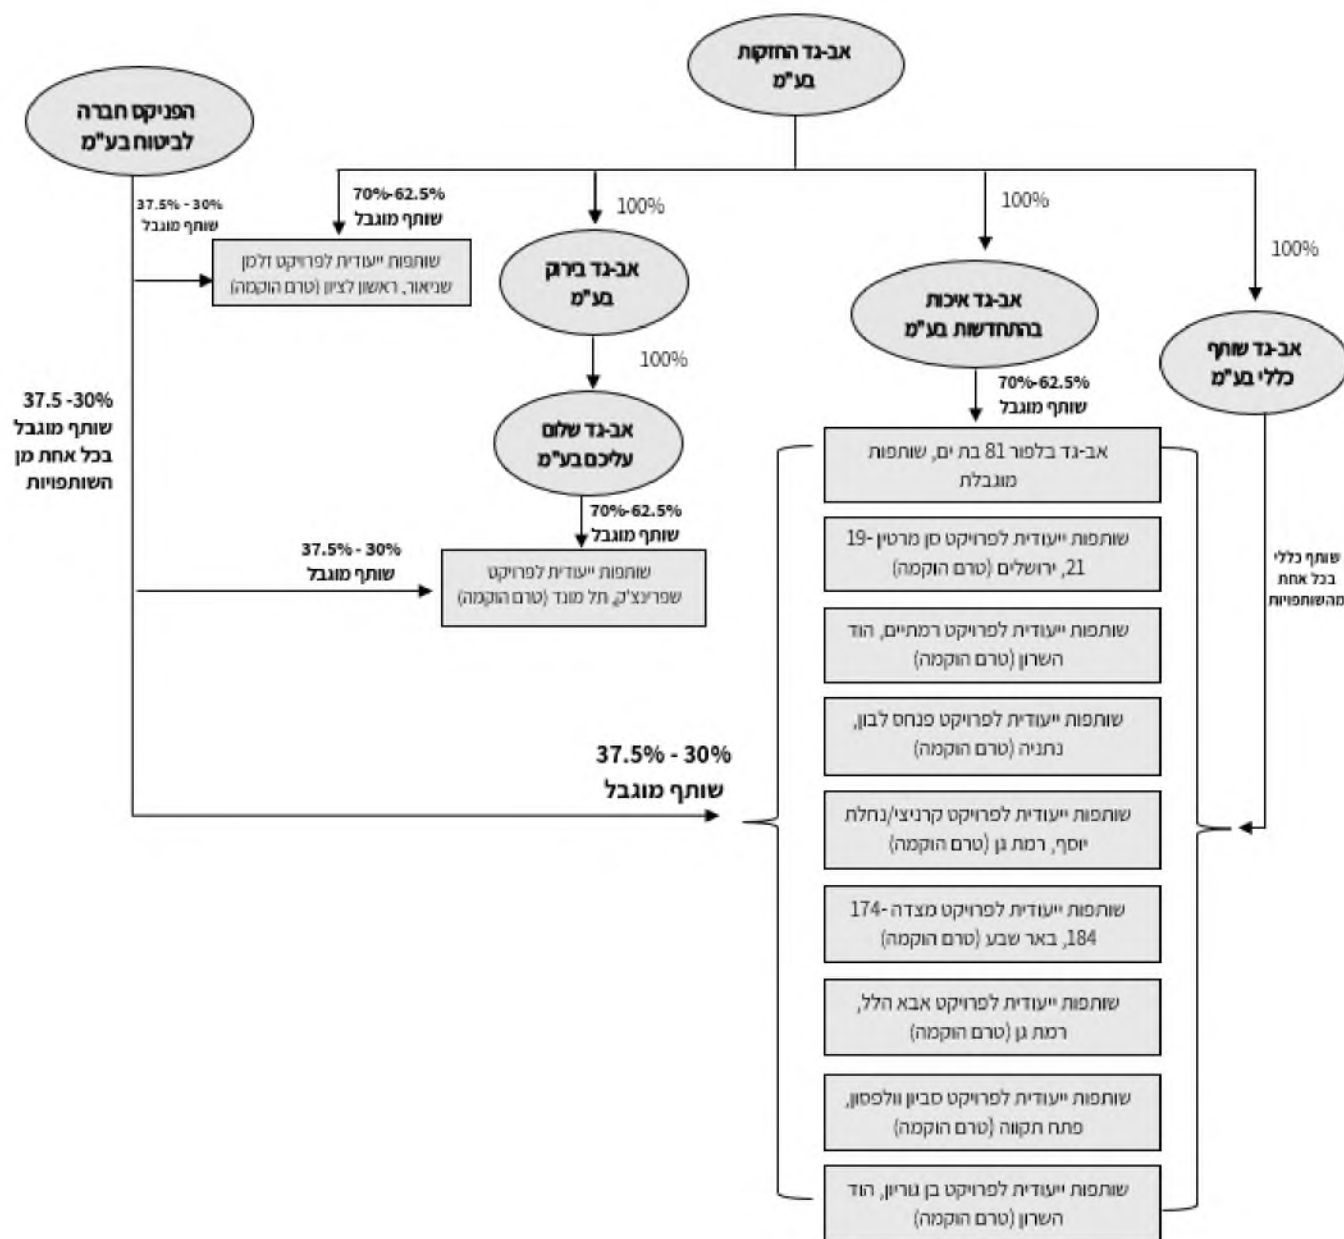 אב-גד החזקות
בע"מ
הפניקס חברה
לביטוח בע"מ
37.5% - 30%
שותף מוגבל
70%-62.5%
שותף מוגבל
100%
100%
100%
שותפות ייעודית לפרויקט זלמן
שניאור, ראשון לציון (טרם הוקמה)
אב-גד בירוק
בע"מ
אב-גד איכות
בהתחדשות בע"מ
אב-גד שותף
כללי בע"מ
100%
70%-62.5%
שותף מוגבל
37.5 -30%
שותף מוגבל
בכל אחת מן
השותפויות
אב-גד שלום
עליכם בע"מ
70%-62.5%
שותף מוגבל
37.5% - 30%
שותף מוגבל
שותפות ייעודית לפרויקט
שפרינצ'ק, תל מונד (טרם הוקמה)
אב-גד בלפור 81 בת ים, שותפות
מוגבלת
שותפות ייעודית לפרויקט סן מרטין 19-
21, ירושלים (טרם הוקמה)
שותף כללי
בכל אחת
מהשותפויות
שותפות ייעודית לפרויקט רמתיים, הוד
השרון (טרם הוקמה)
שותפות ייעודית לפרויקט פנחס לבון,
נתניה (טרם הוקמה)
37.5% - 30%
שותף מוגבל
שותפות ייעודית לפרויקט קרניצי/נחלת
יוסף, רמת גן (טרם הוקמה)
שותפות ייעודית לפרויקט מצדה 174-
184, באר שבע (טרם הוקמה)
שותפות ייעודית לפרויקט אבא הלל,
רמת גן (טרם הוקמה)
שותפות ייעודית לפרויקט סביון וולפסון,
פתח תקווה (טרם הוקמה)
שותפות ייעודית לפרויקט בן גוריון, הוד
השרון (טרם הוקמה)